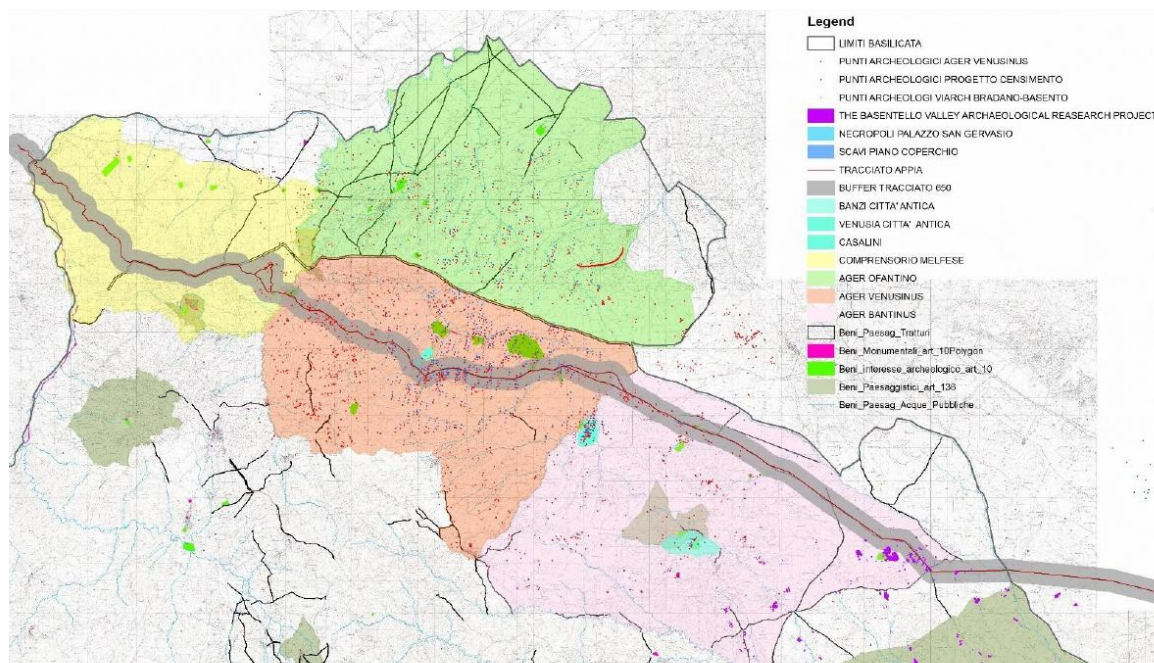 Legend
LIMITI BASILICATA
PUNTI ARCHEOLOGICI AGER VENUSINUS
PUNTI ARCHEOLOGICI PROGETTO CENSIMENTO
PUNTI ARCHEOLOGI VIARCH BRADANO-BASENTO
THE BASENTELLO VALLEY ARCHAEOLOGICAL REASEARCH PROJECT
NECROPOLI PALAZZO SAN GERVASIO
SCAVI PIANO COPERCHIO
TRACCIATO APPIA
BUFFER TRACCIATO 650
BANZI CITTA' ANTICA
VENUSIA CITTA' ANTICA
CASALINI
COMPRENSORIO MELFESE
AGER OFANTINO
AGER VENUSINUS
AGER BANTINUS
Beni_Paesag_Tratturi
Beni_Monumentali_art_10Polygon
Beni_interesse_archeologico_art_10
Beni_Paesaggistici_art_136
Beni_Paesag_Acque_Pubbliche